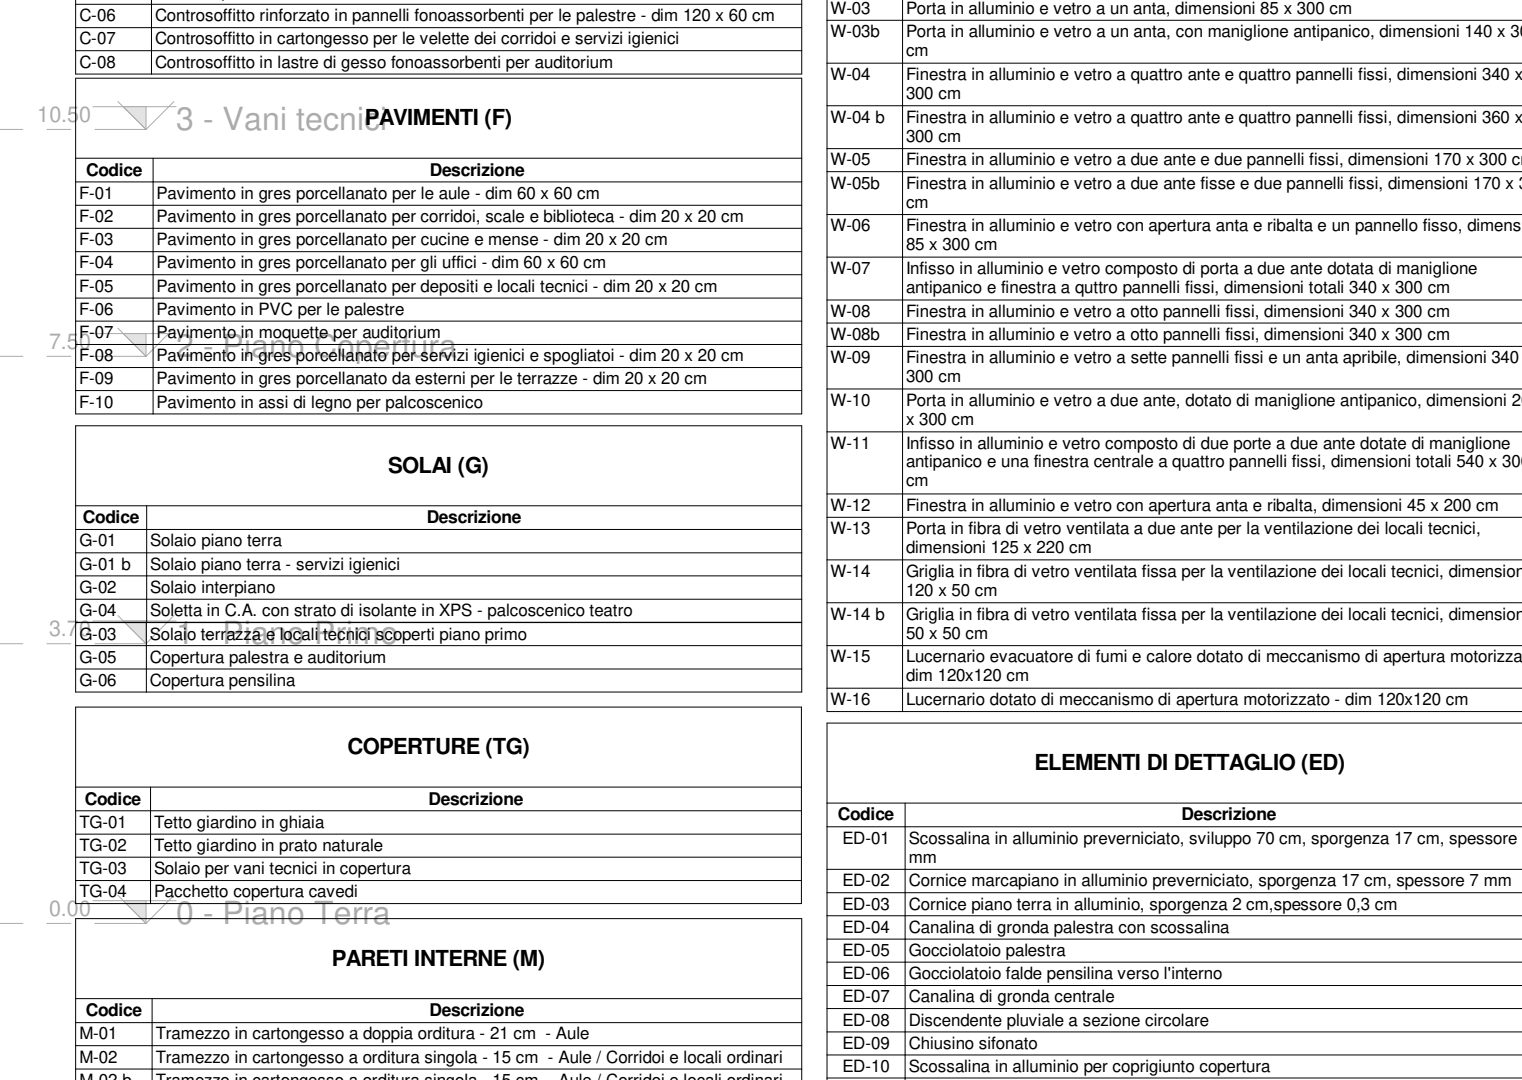 C-06 Controsoffitto rinforzato in pannelli fonoassorbenti per le palestre - dim 120 x 60 cm
C-07 Controsoffitto in cartongesso per le velette dei corridoi e servizi igienici
C-08 Controsoffitto in lastre di gesso fonoassorbenti per auditorium
10.50 3 - Vani tecnici
PAVIMENTI (F)
Codice Descrizione
F-01 Pavimento in gres porcellanato per le aule - dim 60 x 60 cm
F-02 Pavimento in gres porcellanato per corridoi, scale e biblioteca - dim 20 x 20 cm
F-03 Pavimento in gres porcellanato per cucine e mense - dim 20 x 20 cm
F-04 Pavimento in gres porcellanato per gli uffici - dim 60 x 60 cm
F-05 Pavimento in gres porcellanato per depositi e locali tecnici - dim 20 x 20 cm
F-06 Pavimento in PVC per le palestre
F-07 Pavimento in moquette per auditorium
7.50 2 - Piano Copertura
F-08 Pavimento in gres porcellanato per servizi igienici e spogliatoi - dim 20 x 20 cm
F-09 Pavimento in gres porcellanato da esterni per le terrazze - dim 20 x 20 cm
F-10 Pavimento in assi di legno per palcoscenico
SOLAI (G)
Codice Descrizione
G-01 Solaio piano terra
G-01 b Solaio piano terra - servizi igienici
G-02 Solaio interpiano
G-04 Soletta in C.A. con strato di isolante in XPS - palcoscenico teatro
1 - Piano Primo
G-03 Solaio terrazza e locali tecnici scoperti piano primo
G-05 Copertura palestra e auditorium
G-06 Copertura pensilina
COPERTURE (TG)
Codice Descrizione
TG-01 Tetto giardino in ghiaia
TG-02 Tetto giardino in prato naturale
TG-03 Solaio per vani tecnici in copertura
TG-04 Pacchetto copertura cavedi
0.00 0 - Piano Terra
PARETI INTERNE (M)
Codice Descrizione
M-01 Tramezzo in cartongesso a doppia orditura - 21 cm - Aule
M-02 Tramezzo in cartongesso a orditura singola - 15 cm - Aule / Corridoi e locali ordinari
M-02 b Tramezzo in cartongesso a orditura singola - 15 cm - Aule / Corridoi e locali ordinari
W-03 Porta in alluminio e vetro a un anta, dimensioni 85 x 300 cm
W-03b Porta in alluminio e vetro a un anta, con maniglione antipanico, dimensioni 140 x
cm
W-04 Finestra in alluminio e vetro a quattro ante e quattro pannelli fissi, dimensioni 340 x
300 cm
W-04 b Finestra in alluminio e vetro a quattro ante e quattro pannelli fissi, dimensioni 360 x
300 cm
W-05 Finestra in alluminio e vetro a due ante e due pannelli fissi, dimensioni 170 x 300
W-05b Finestra in alluminio e vetro a due ante fisse e due pannelli fissi, dimensioni 170 x
cm
W-06 Finestra in alluminio e vetro con apertura anta e ribalta e un pannello fisso, dimens
85 x 300 cm
W-07 Infisso in alluminio e vetro composto di porta a due ante dotata di maniglione
antipanico e finestra a quttro pannelli fissi, dimensioni totali 340 x 300 cm
W-08 Finestra in alluminio e vetro a otto pannelli fissi, dimensioni 340 x 300 cm
W-08b Finestra in alluminio e vetro a otto pannelli fissi, dimensioni 340 x 300 cm
W-09 Finestra in alluminio e vetro a sette pannelli fissi e un anta apribile, dimensioni 340
300 cm
W-10 Porta in alluminio e vetro a due ante, dotato di maniglione antipanico, dimensioni
x 300 cm
W-11 Infisso in alluminio e vetro composto di due porte a due ante dotate di maniglione
antipanico e una finestra centrale a quattro pannelli fissi, dimensioni totali 540 x
cm
W-12 Finestra in alluminio e vetro con apertura anta e ribalta, dimensioni 45 x 200 cm
W-13 Porta in fibra di vetro ventilata a due ante per la ventilazione dei locali tecnici,
dimensioni 125 x 220 cm
W-14 Griglia in fibra di vetro ventilata fissa per la ventilazione dei locali tecnici, dimension
120 x 50 cm
W-14 b Griglia in fibra di vetro ventilata fissa per la ventilazione dei locali tecnici, dimension
50 x 50 cm
W-15 Lucernario evacuatore di fumi e calore dotato di meccanismo di apertura motorizza
dim 120x120 cm
W-16 Lucernario dotato di meccanismo di apertura motorizzato - dim 120x120 cm
ELEMENTI DI DETTAGLIO (ED)
Codice Descrizione
ED-01 Scossalina in alluminio preverniciato, sviluppo 70 cm, sporgenza 17 cm, spessore
mm
ED-02 Cornice marcapiano in alluminio preverniciato, sporgenza 17 cm, spessore 7 mm
ED-03 Cornice piano terra in alluminio, sporgenza 2 cm,spessore 0,3 cm
ED-04 Canalina di gronda palestra con scossalina
ED-05 Gocciolatoio palestra
ED-06 Gocciolatoio falde pensilina verso l'interno
ED-07 Canalina di gronda centrale
ED-08 Discendente pluviale a sezione circolare
ED-09 Chiusino sifonato
ED-10 Scossalina in alluminio per coprigiunto copertura